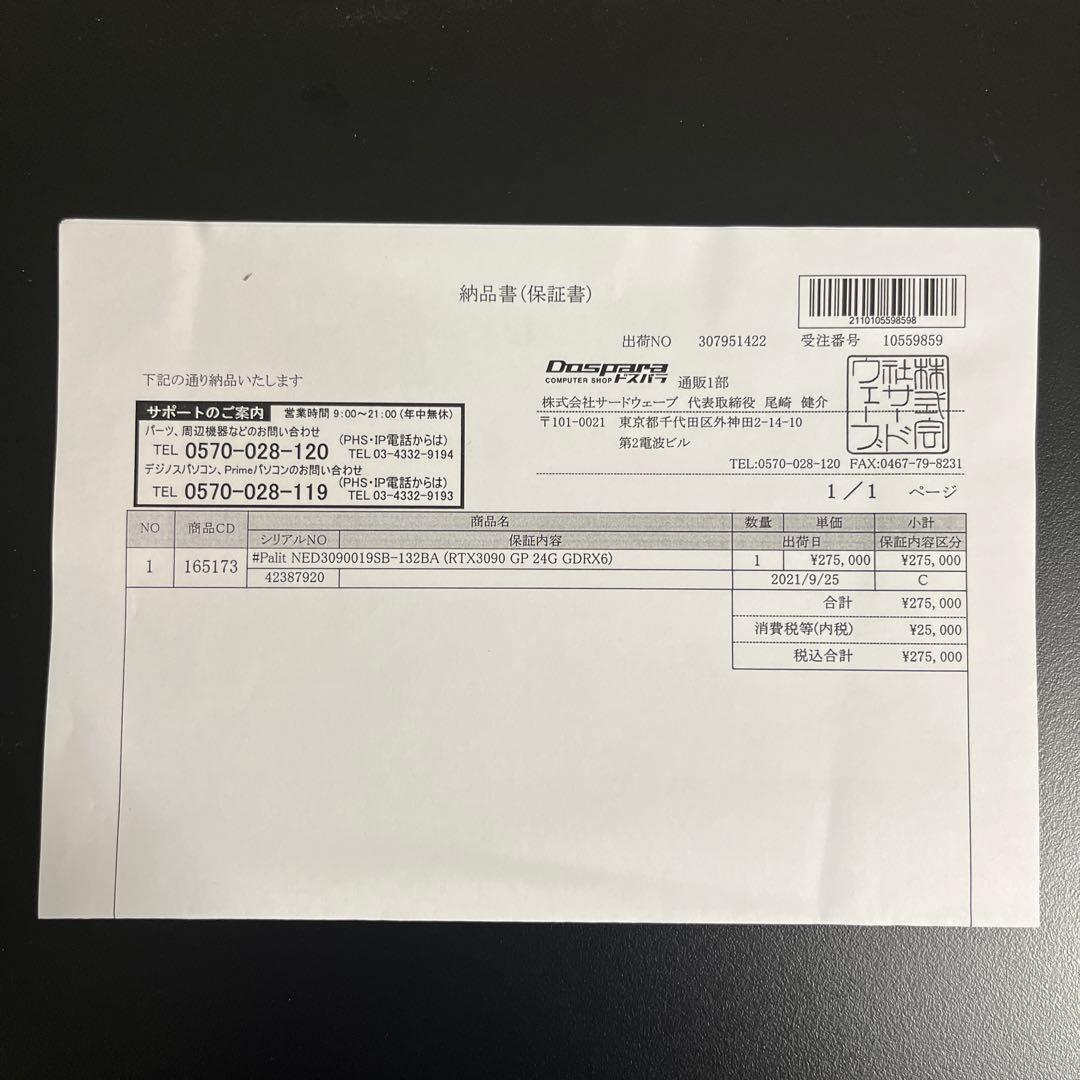 納品書(保証書)
2110105598598
出荷NO 307951422 受注番号 10559859
下記の通り納品いたします
Dospara
COMPUTER SHOP ドスパラ 通販1部
株式会社サードウェーブ 代表取締役 尾崎 健介
〒101-0021 東京都千代田区外神田2-14-10
第2電波ビル
TEL:0570-028-120 FAX:0467-79-8231
株式会社サードウェーブ
サポートのご案内 営業時間 9:00〜21:00(年中無休)
パーツ、周辺機器などのお問い合わせ
TEL 0570-028-120 (PHS・IP電話からは) TEL 03-4332-9194
デジノスパソコン、Primeパソコンのお問い合わせ
TEL 0570-028-119 (PHS・IP電話からは) TEL 03-4332-9193
1/1 ページ
NO 商品CD 商品名 数量 単価 小計
シリアルNO 保証内容 出荷日 保証内容区分
1 165173 #Palit NED3090019SB-132BA (RTX3090 GP 24G GDRX6) 1 ¥275,000 ¥275,000
42387920 2021/9/25 C
合計 ¥275,000
消費税等(内税) ¥25,000
税込合計 ¥275,000